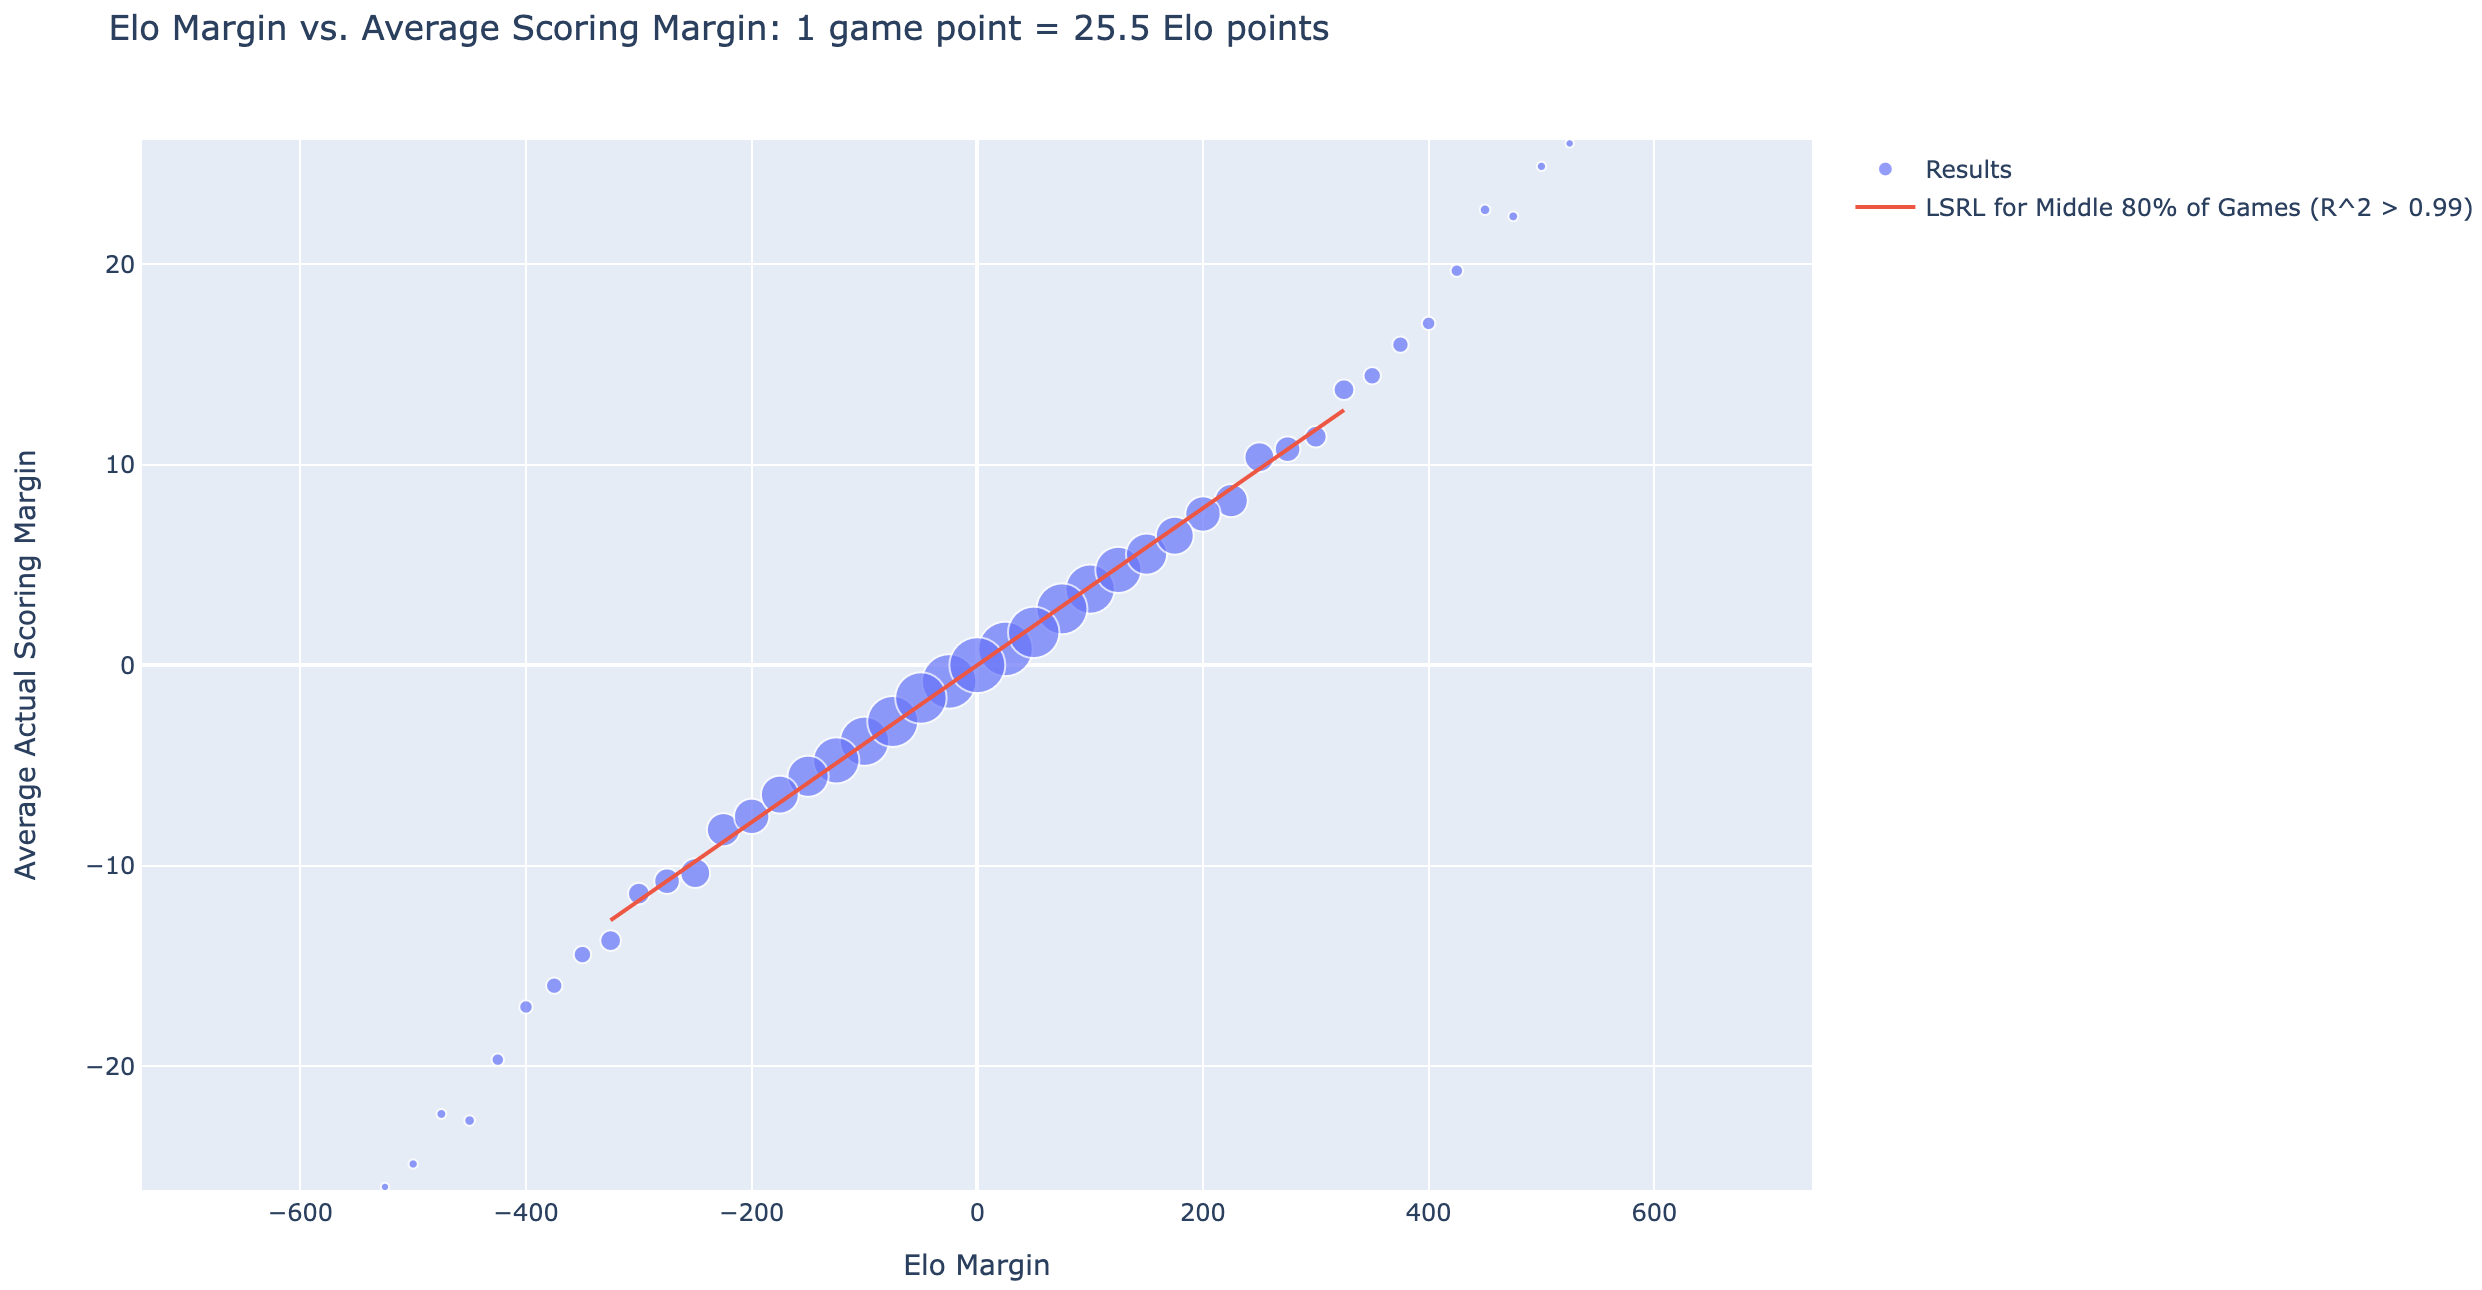 Elo Margin vs. Average Scoring Margin: 1 game point = 25.5 Elo points
Results
LSRL for Middle 80% of Games (R^2 > 0.99)
Average Actual Scoring Margin
20
10
0
−10
−20
−600
−400
−200
0
200
400
600
Elo Margin